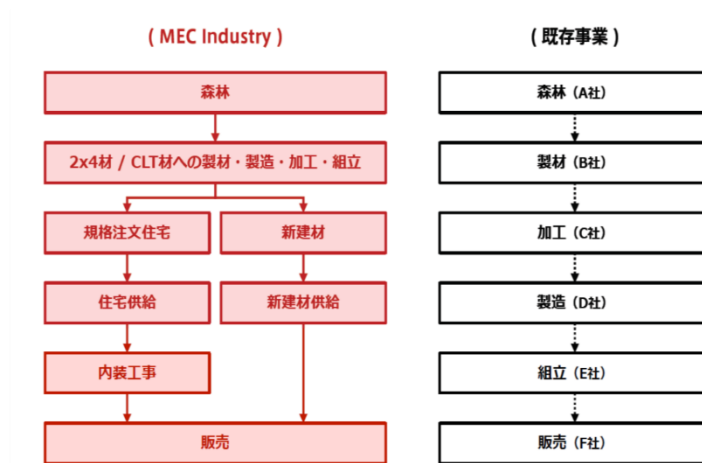 ( MEC Industry )
森林
2x4材 / CLT材への製材・製造・加工・組立
規格注文住宅
新建材
住宅供給
新建材供給
内装工事
販売
( 既存事業 )
森林（A社）
製材（B社）
加工（C社）
製造（D社）
組立（E社）
販売（F社）